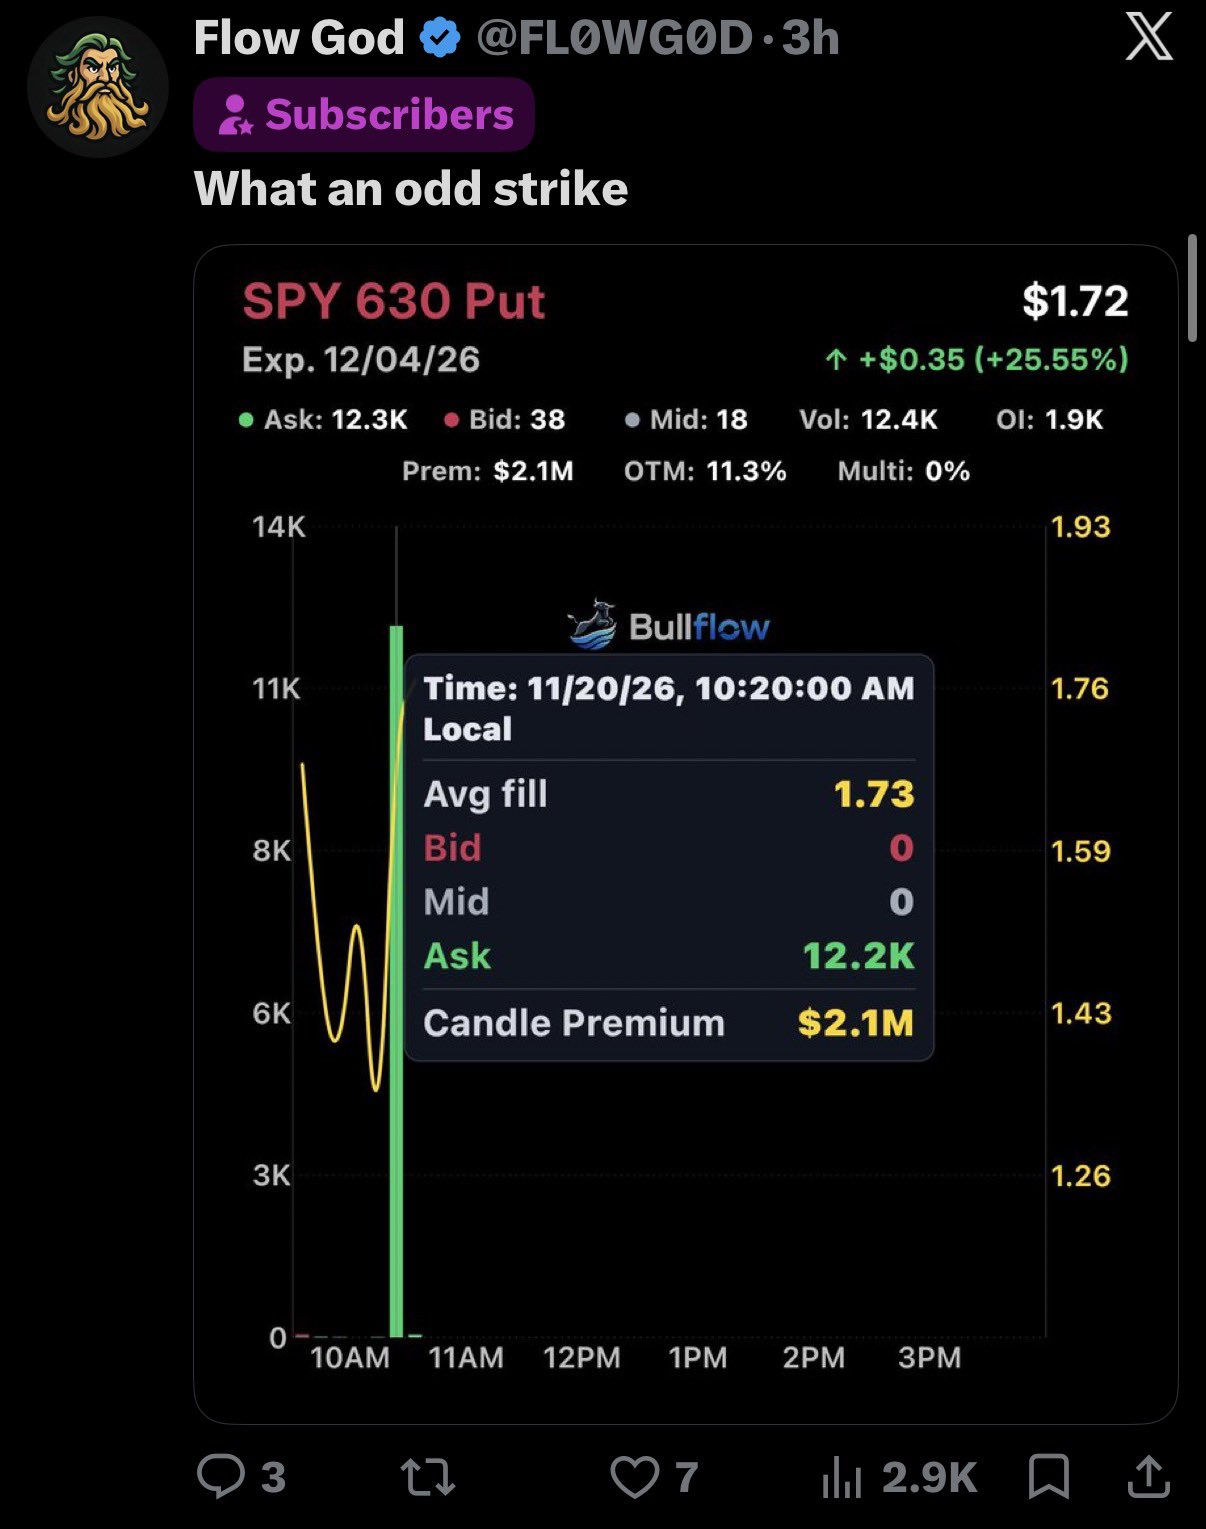 Flow God @FL0WG0D · 3h
Subscribers
What an odd strike
SPY 630 Put $1.72
Exp. 12/04/26 ↑ +$0.35 (+25.55%)
Ask: 12.3K Bid: 38 Mid: 18 Vol: 12.4K OI: 1.9K
Prem: $2.1M OTM: 11.3% Multi: 0%
14K 1.93
Bullflow
11K 1.76
Time: 11/20/26, 10:20:00 AM
Local
Avg fill 1.73
8K Bid 0 1.59
Mid 0
Ask 12.2K
6K Candle Premium $2.1M 1.43
3K 1.26
0
10AM 11AM 12PM 1PM 2PM 3PM
3 7 2.9K